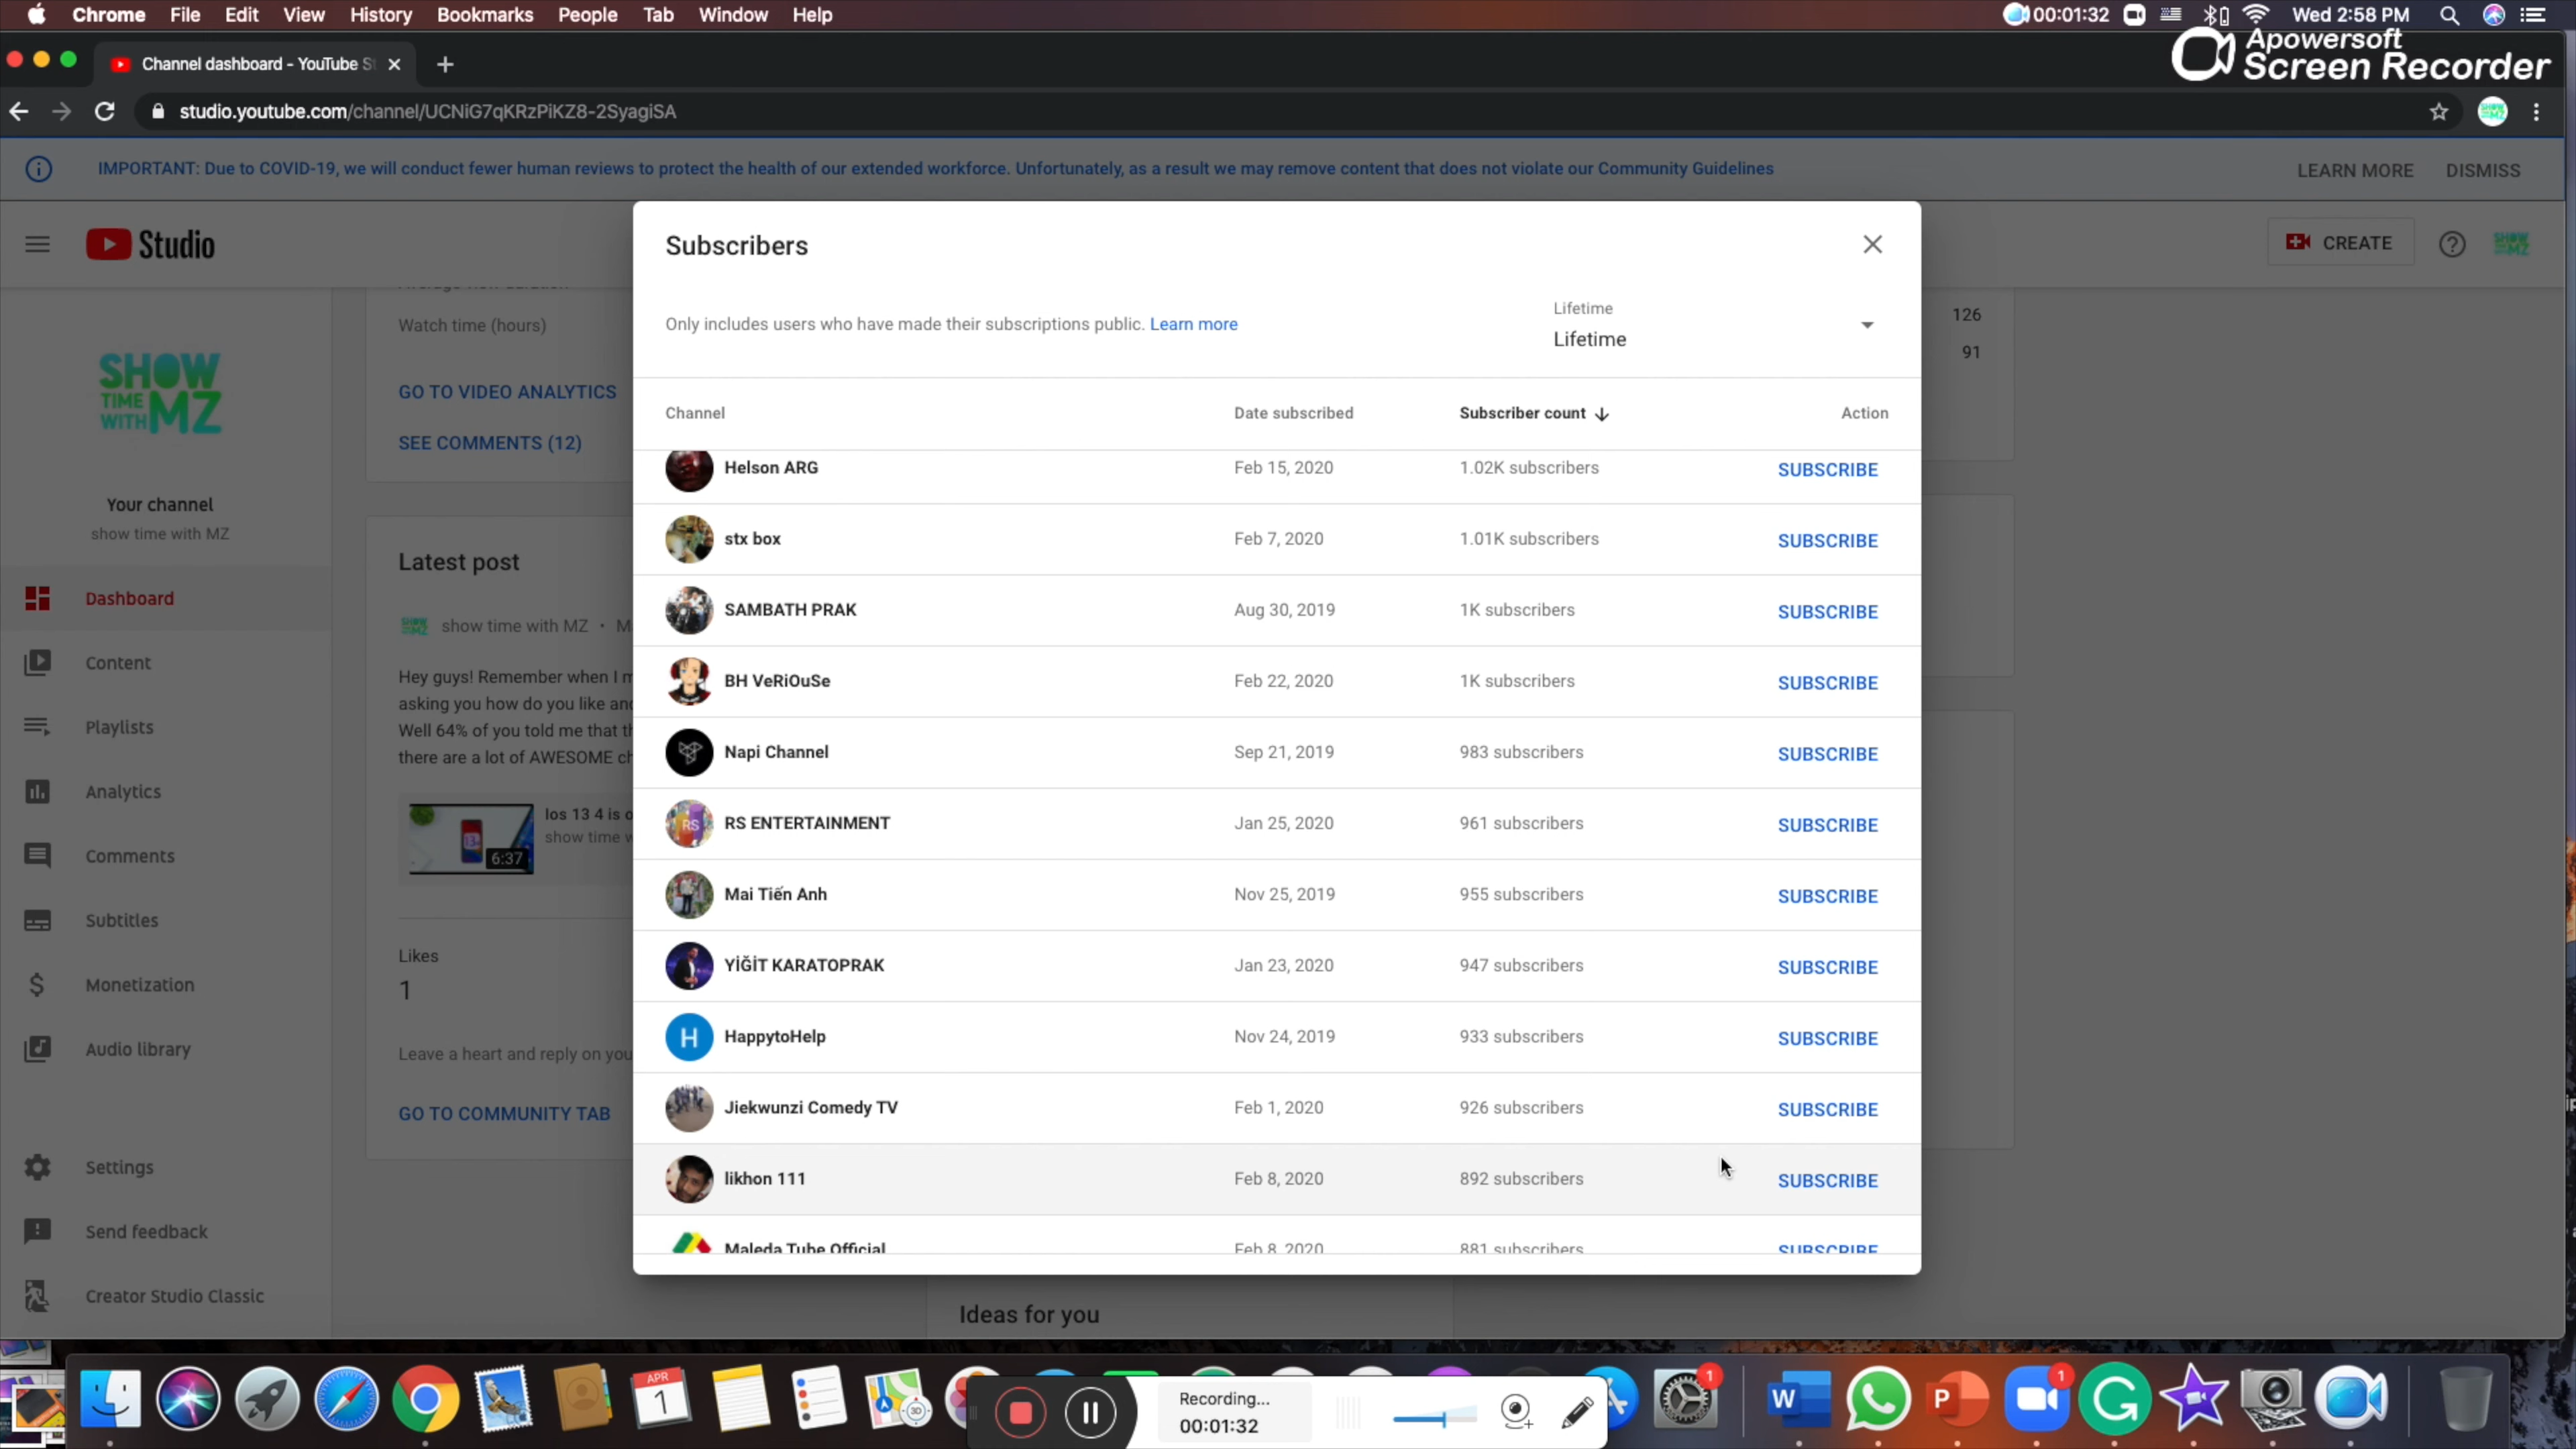 Chrome File Edit View History Bookmarks People Tab Window Help
00:01:32 Wed 2:58 PM
Apowersoft
Screen Recorder
Channel dashboard - YouTube S
studio.youtube.com/channel/UCNiG7qKRzPiKZ8-2SyagiSA
IMPORTANT: Due to COVID-19, we will conduct fewer human reviews to protect the health of our extended workforce. Unfortunately, as a result we may remove content that does not violate our Community Guidelines LEARN MORE DISMISS
Studio
CREATE
Subscribers
Only includes users who have made their subscriptions public. Learn more
Lifetime
Lifetime
Channel Date subscribed Subscriber count Action
Helson ARG Feb 15, 2020 1.02K subscribers SUBSCRIBE
stx box Feb 7, 2020 1.01K subscribers SUBSCRIBE
SAMBATH PRAK Aug 30, 2019 1K subscribers SUBSCRIBE
BH VeRiOuSe Feb 22, 2020 1K subscribers SUBSCRIBE
Napi Channel Sep 21, 2019 983 subscribers SUBSCRIBE
RS ENTERTAINMENT Jan 25, 2020 961 subscribers SUBSCRIBE
Mai Tiến Anh Nov 25, 2019 955 subscribers SUBSCRIBE
YİĞİT KARATOPRAK Jan 23, 2020 947 subscribers SUBSCRIBE
H HappytoHelp Nov 24, 2019 933 subscribers SUBSCRIBE
Jiekwunzi Comedy TV Feb 1, 2020 926 subscribers SUBSCRIBE
likhon 111 Feb 8, 2020 892 subscribers SUBSCRIBE
Maleda Tube Official Feb 8, 2020 881 subscribers SUBSCRIBE
SHOW
TIME
WITH MZ
Your channel
show time with MZ
Dashboard
Content
Playlists
Analytics
Comments
Subtitles
Monetization
Audio library
Settings
Send feedback
Creator Studio Classic
Watch time (hours)
GO TO VIDEO ANALYTICS
SEE COMMENTS (12)
Latest post
show time with MZ • M
Hey guys! Remember when I m
asking you how do you like and
Well 64% of you told me that th
there are a lot of AWESOME ch
Ios 13 4 is o
show time w
6:37
Likes
1
Leave a heart and reply on you
GO TO COMMUNITY TAB
126
91
Ideas for you
APR
1
3D
Recording...
00:01:32
1
W
P
1